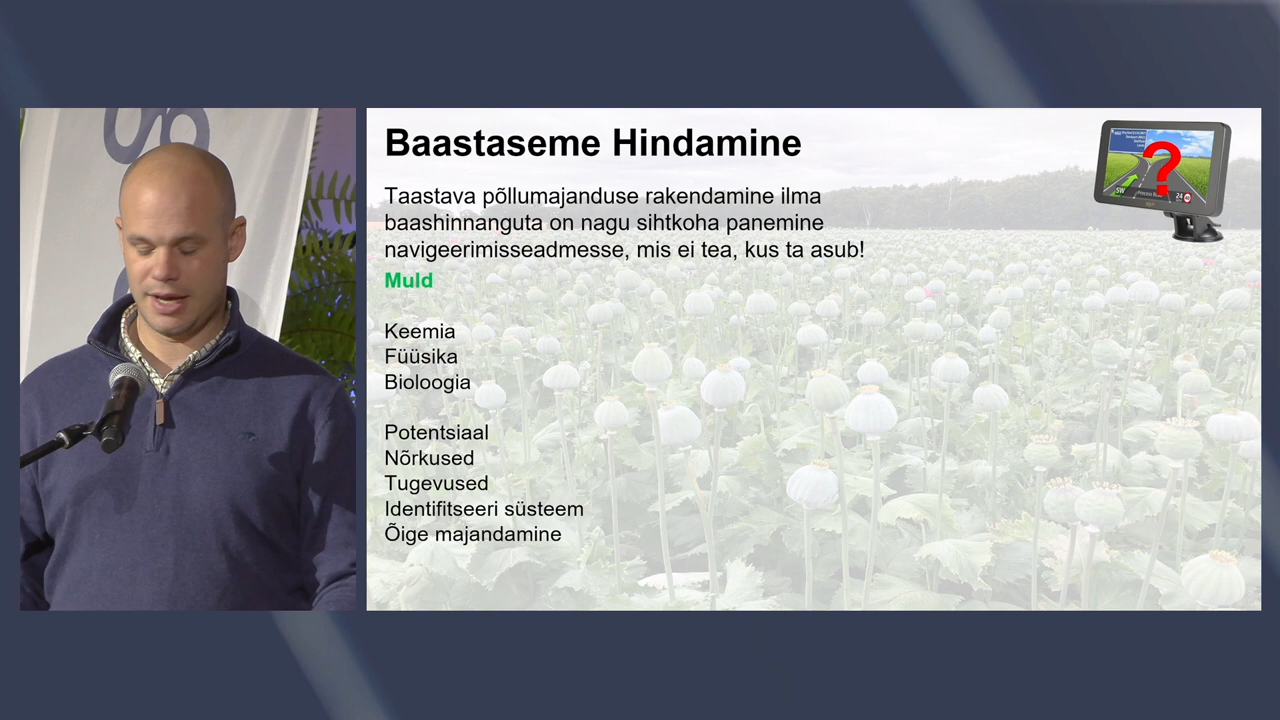 Baastaseme Hindamine
Taastava põllumajanduse rakendamine ilma
baashinnanguta on nagu sihtkoha panemine
navigeerimisseadmesse, mis ei tea, kus ta asub!
Muld
Keemia
Füüsika
Bioloogia
Potentsiaal
Nõrkused
Tugevused
Identifitseeri süsteem
Õige majandamine
?